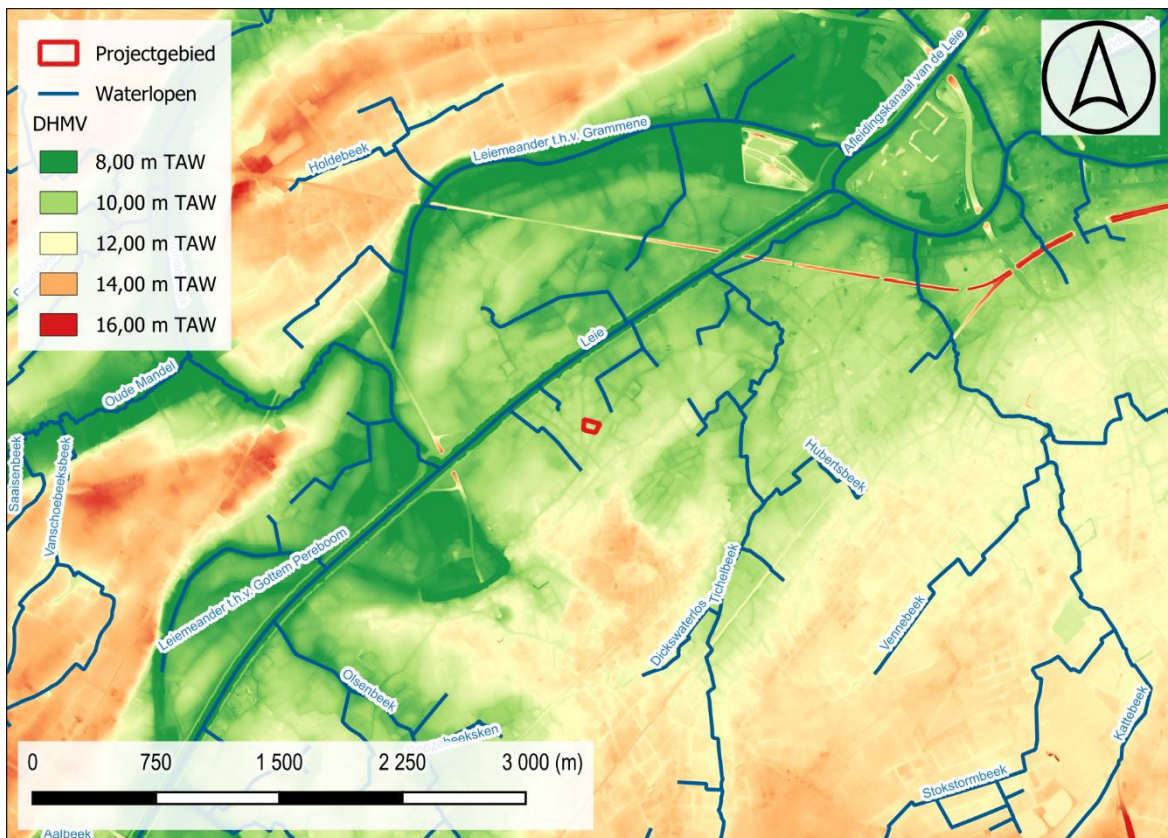 Projectgebied
Waterlopen
DHMV
8,00 m TAW
10,00 m TAW
12,00 m TAW
14,00 m TAW
16,00 m TAW
Afleidingskanaal van de Leie
Leiemeander t.h.v. Grammene
Holdebeek
Leie
Oude Mandel
Saaisenbeek
Vanschoebeeksbeek
Hubertsbeek
Leiemeander t.h.v. Gottem Pereboom
Tichelbeek
Dickswaterlos
Vennebeek
Olsenbeek
Kattebeek
Stokstormbeek
0 750 1 500 2 250 3 000 (m)
Aalbeek